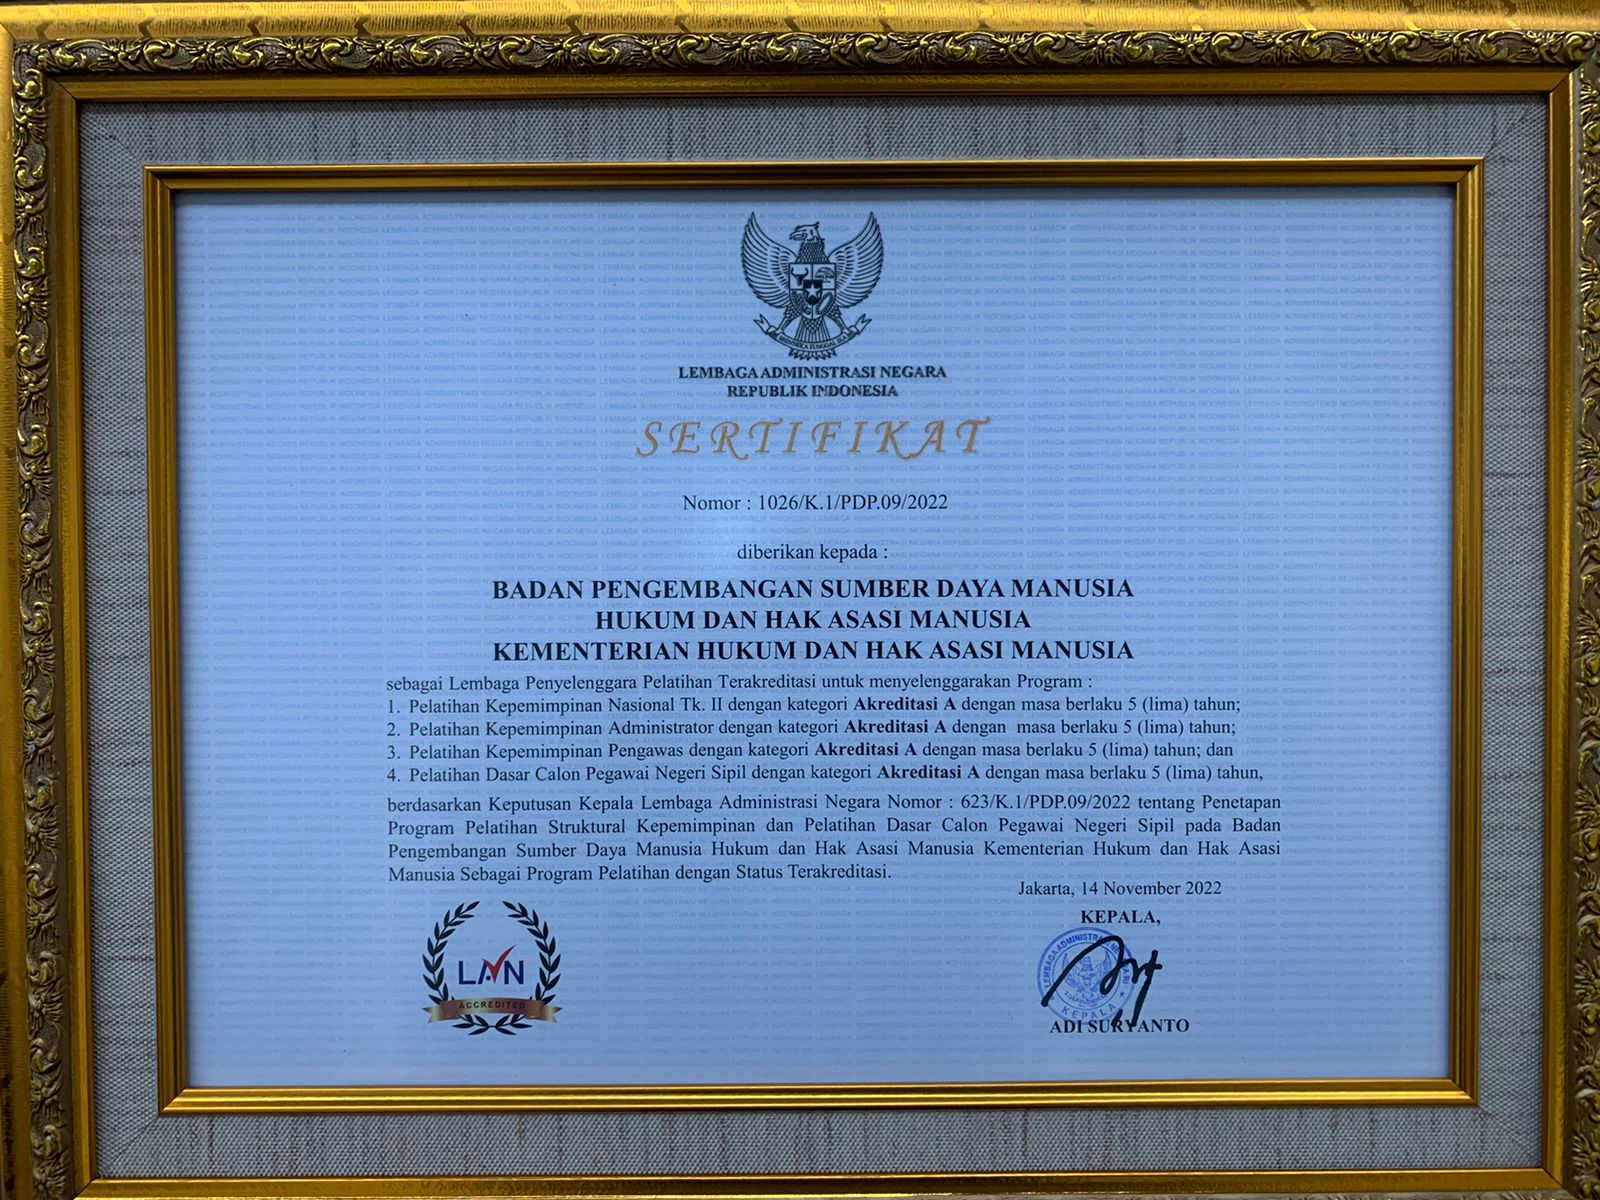 LEMBAGA ADMINISTRASI NEGARA
REPUBLIK INDONESIA
SERTIFIKAT
Nomor : 1026/K.1/PDP.09/2022
diberikan kepada :
BADAN PENGEMBANGAN SUMBER DAYA MANUSIA
HUKUM DAN HAK ASASI MANUSIA
KEMENTERIAN HUKUM DAN HAK ASASI MANUSIA
sebagai Lembaga Penyelenggara Pelatihan Terakreditasi untuk menyelenggarakan Program :
1. Pelatihan Kepemimpinan Nasional Tk. II dengan kategori Akreditasi A dengan masa berlaku 5 (lima) tahun;
2. Pelatihan Kepemimpinan Administrator dengan kategori Akreditasi A dengan masa berlaku 5 (lima) tahun;
3. Pelatihan Kepemimpinan Pengawas dengan kategori Akreditasi A dengan masa berlaku 5 (lima) tahun; dan
4. Pelatihan Dasar Calon Pegawai Negeri Sipil dengan kategori Akreditasi A dengan masa berlaku 5 (lima) tahun,
berdasarkan Keputusan Kepala Lembaga Administrasi Negara Nomor : 623/K.1/PDP.09/2022 tentang Penetapan
Program Pelatihan Struktural Kepemimpinan dan Pelatihan Dasar Calon Pegawai Negeri Sipil pada Badan
Pengembangan Sumber Daya Manusia Hukum dan Hak Asasi Manusia Kementerian Hukum dan Hak Asasi
Manusia Sebagai Program Pelatihan dengan Status Terakreditasi.
Jakarta, 14 November 2022
KEPALA,
LEMBAGA ADMINISTRASI
KEPALA
ADI SURYANTO
LAN
ACCREDITED